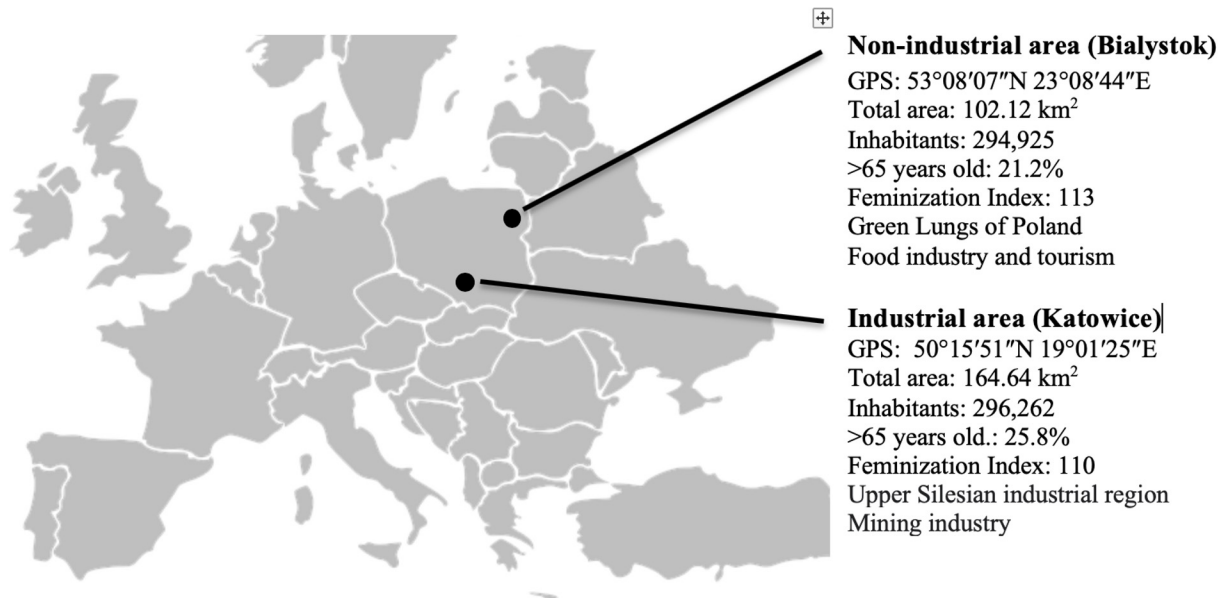 Non-industrial area (Bialystok)
GPS: 53°08′07″N 23°08′44″E
Total area: 102.12 km²
Inhabitants: 294,925
>65 years old: 21.2%
Feminization Index: 113
Green Lungs of Poland
Food industry and tourism
Industrial area (Katowice)
GPS:  50°15′51″N 19°01′25″E
Total area: 164.64 km²
Inhabitants: 296,262
>65 years old.: 25.8%
Feminization Index: 110
Upper Silesian industrial region
Mining industry